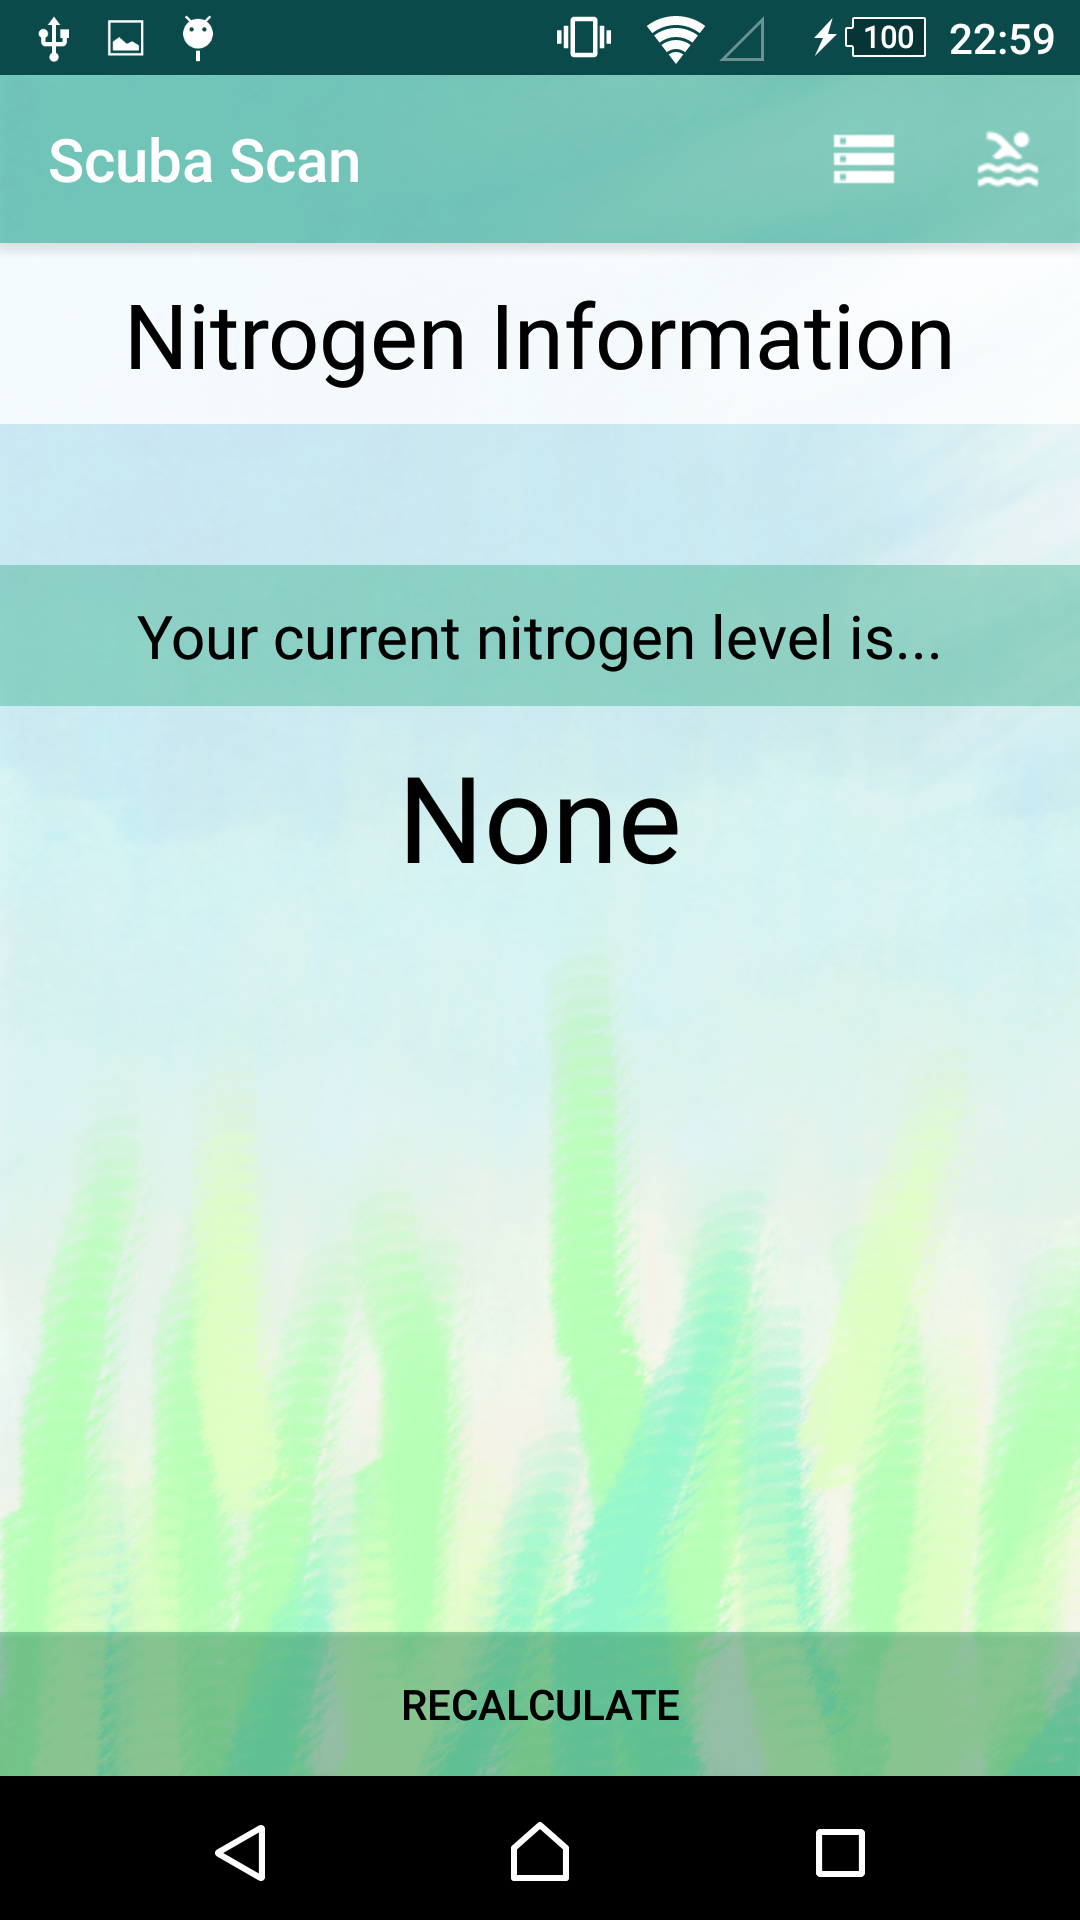 100 22:59
Scuba Scan
Nitrogen Information
Your current nitrogen level is...
None
RECALCULATE